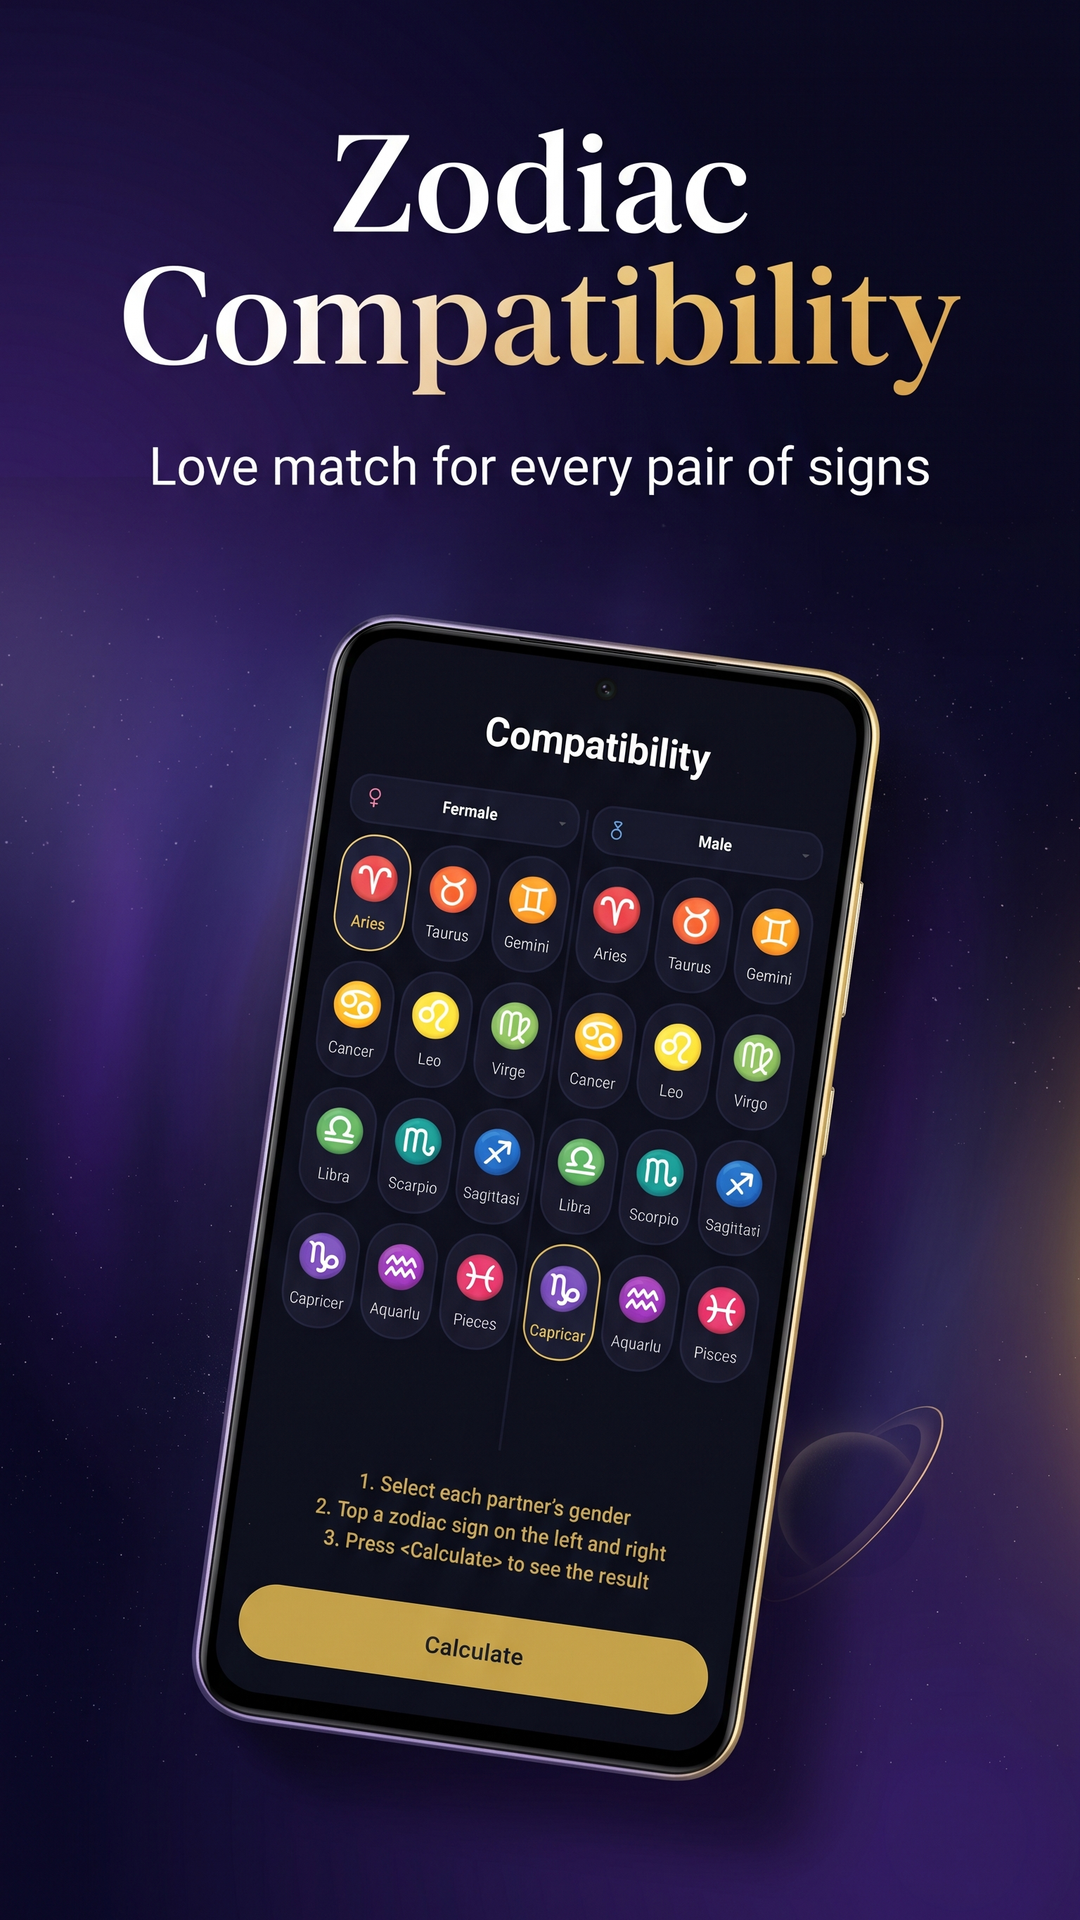 Zodiac
Compatibility
Love match for every pair of signs
Compatibility
Fermale
Male
Aries Taurus Gemini Aries Taurus Gemini
Cancer Leo Virge Cancer Leo Virgo
Libra Scarpio Sagittasi Libra Scorpio Sagittari
Capricer Aquarlu Pieces Capricar Aquarlu Pisces
1. Select each partner's gender
2. Top a zodiac sign on the left and right
3. Press <Calculate> to see the result
Calculate